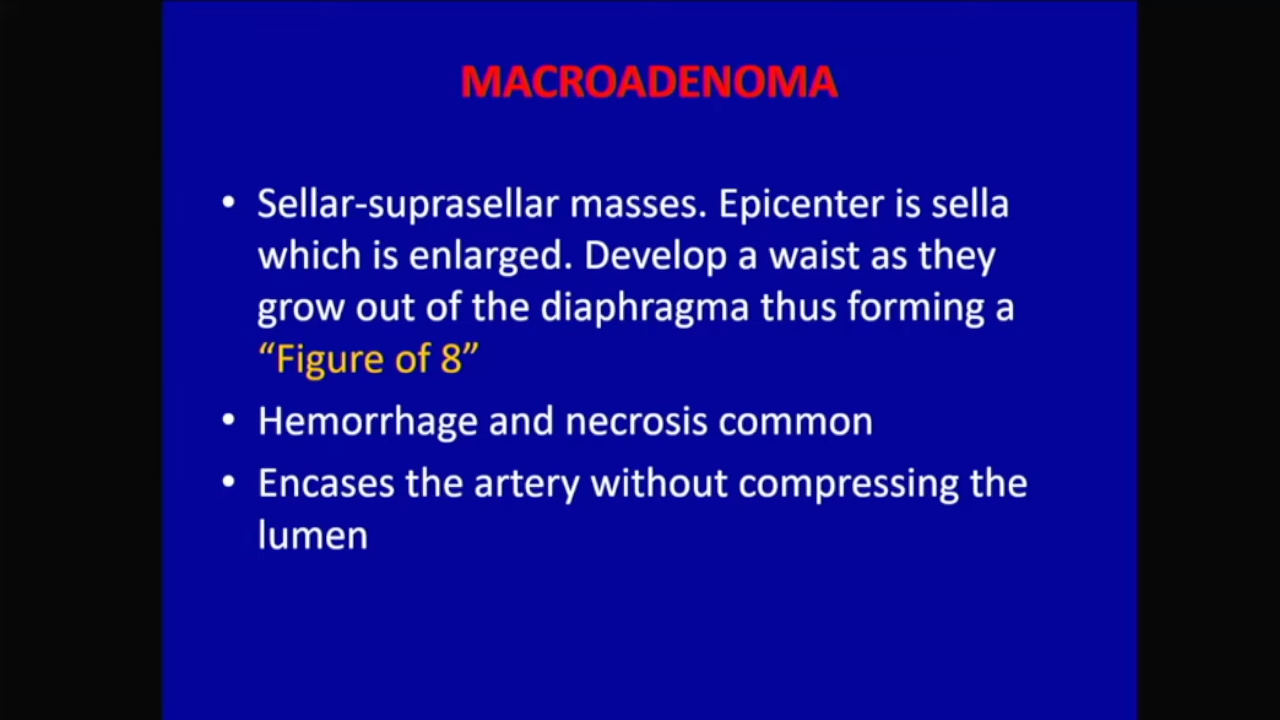 MACROADENOMA
• Sellar-suprasellar masses. Epicenter is sella
which is enlarged. Develop a waist as they
grow out of the diaphragma thus forming a
“Figure of 8”
• Hemorrhage and necrosis common
• Encases the artery without compressing the
lumen